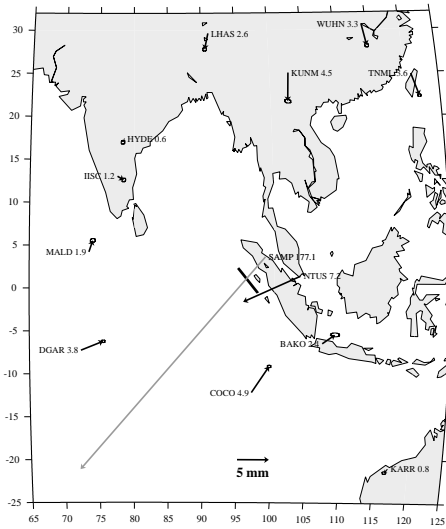 30
25
20
15
10
5
0
-5
-10
-15
-20
-25
65 70 75 80 85 90 95 100 105 110 115 120 125
LHAS 2.6
WUHN 3.3
KUNM 4.5
TNML 3.6
HYDE 0.6
IISC 1.2
MALD 1.9
SAMP 177.1
NTUS 7.2
DGAR 3.8
BAKO
COCO 4.9
5 mm
KARR 0.8